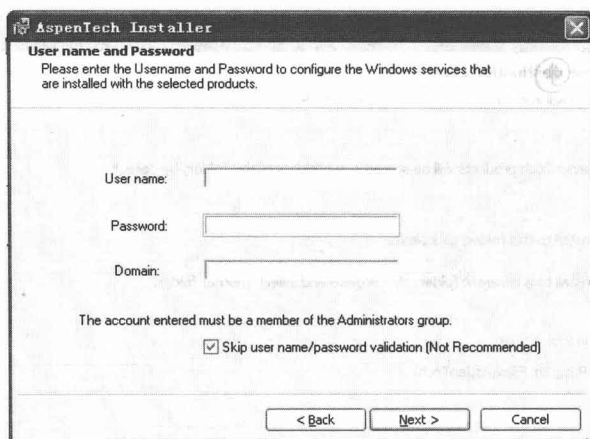 AspenTech Installer
User name and Password
Please enter the Username and Password to configure the Windows services that
are installed with the selected products.
User name:
Password:
Domain:
The account entered must be a member of the Administrators group.
Skip user name/password validation (Not Recommended)
< Back
Next >
Cancel